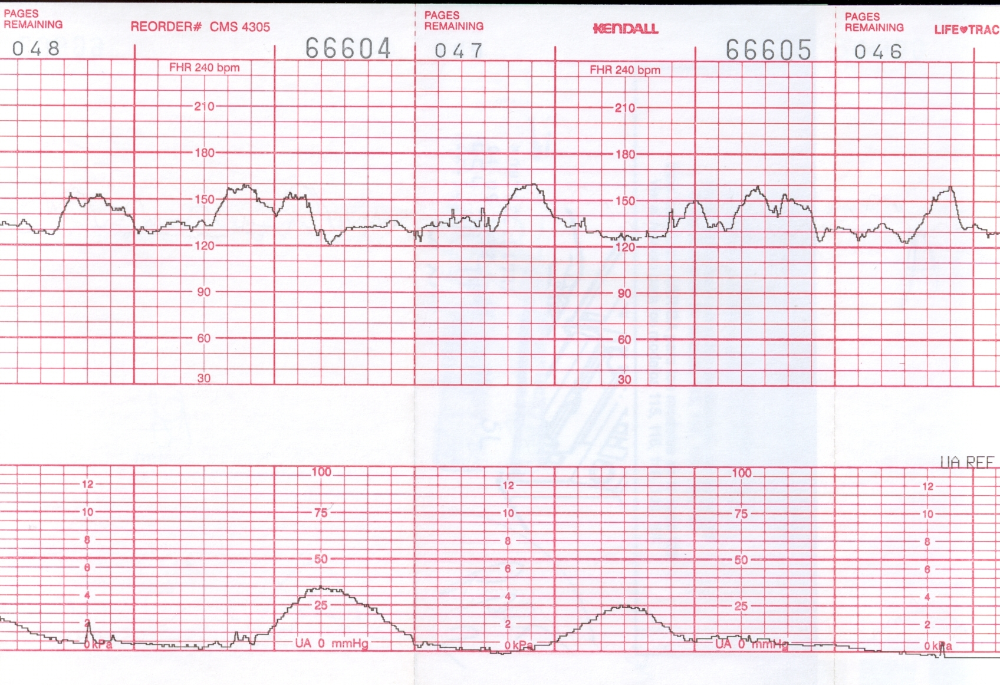 PAGES
REMAINING
048
REORDER# CMS 4305
66604
PAGES
REMAINING
047
KENDALL
66605
PAGES
REMAINING
046
LIFE♥TRAC
FHR 240 bpm
210
180
150
120
90
60
30
FHR 240 bpm
210
180
150
120
90
60
30
UA REF
12
10
8
6
4
2
0 kPa
100
75
50
25
UA 0 mmHg
12
10
8
6
4
2
0 kPa
100
75
50
25
UA 0 mmHg
12
10
8
6
4
2
0 kPa